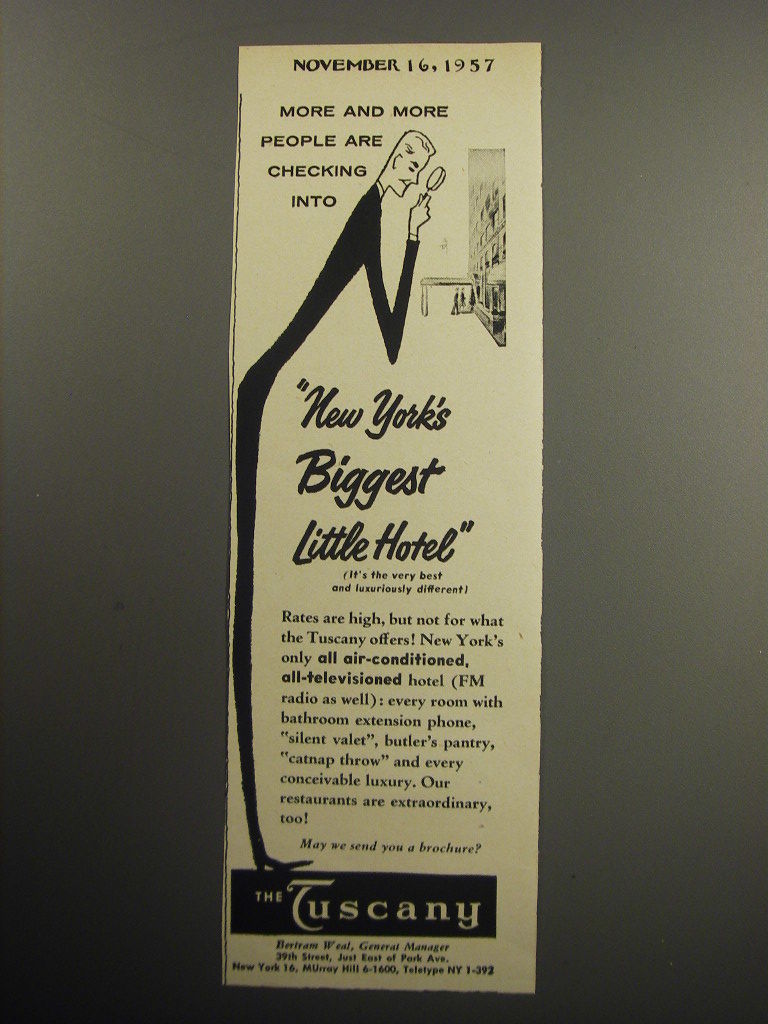 NOVEMBER 16, 1957
MORE AND MORE
PEOPLE ARE
CHECKING
INTO
"New York's
Biggest
Little Hotel"
(It's the very best
and luxuriously different)
Rates are high, but not for what
the Tuscany offers! New York's
only all air-conditioned,
all-televisioned hotel (FM
radio as well): every room with
bathroom extension phone,
"silent valet", butler's pantry,
"catnap throw" and every
conceivable luxury. Our
restaurants are extraordinary,
too!
May we send you a brochure?
THE Tuscany
Bertram Weal, General Manager
39th Street, Just East of Park Ave.
New York 16, MUrray Hill 6-1600, Teletype NY 1-392